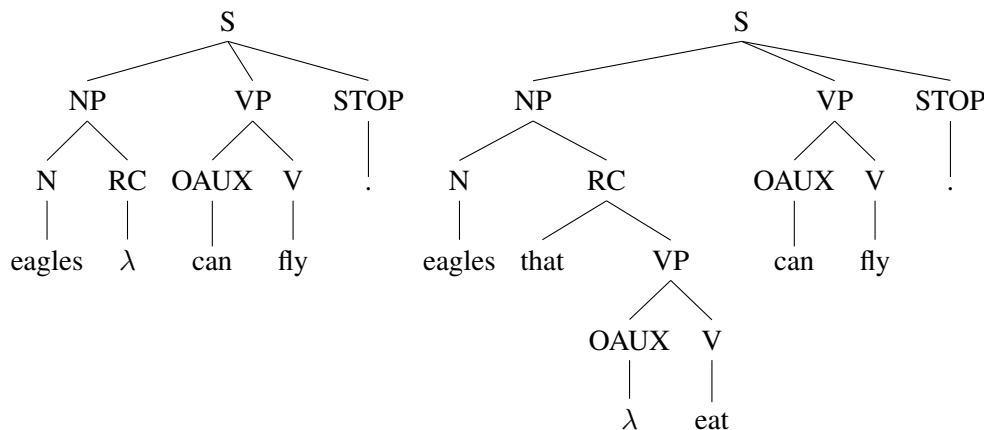 S S
NP VP STOP NP VP STOP
N RC OAUX V . N RC OAUX V .
eagles λ can fly eagles that VP can fly
OAUX V
λ eat